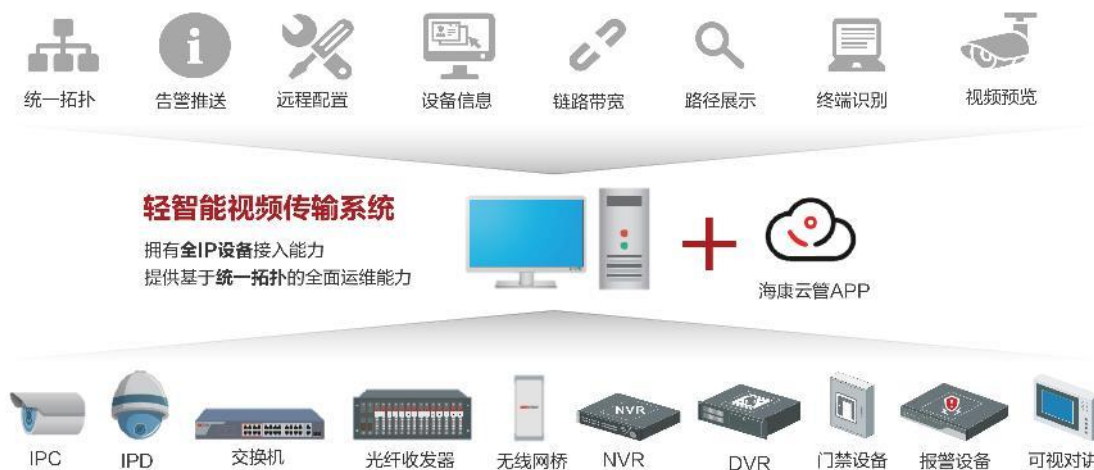 统一拓扑
告警推送
远程配置
设备信息
链路带宽
路径展示
终端识别
视频预览
轻智能视频传输系统
拥有全IP设备接入能力
提供基于统一拓扑的全面运维能力
海康云管APP
NVR
IPC
IPD
交换机
光纤收发器
无线网桥
NVR
DVR
门禁设备
报警设备
可视对讲